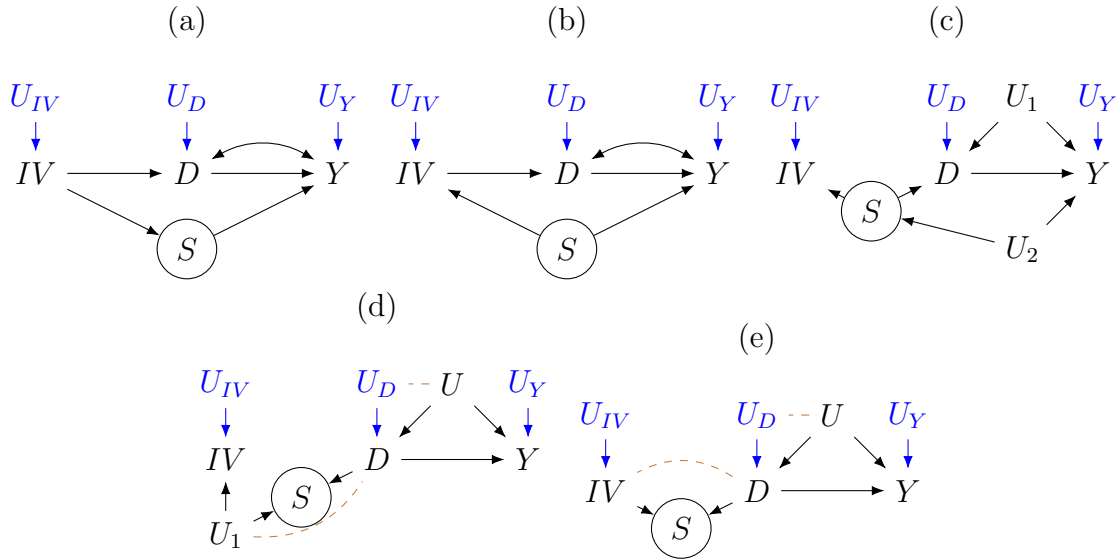 (a) (b) (c)
U_IV U_D U_Y U_IV U_D U_Y U_IV U_D U_1 U_Y
IV D Y IV D Y IV D Y
S S S
U_2
(d) (e)
U_IV U_D U U_Y
U_IV U_D U U_Y
IV D Y
IV D Y
S S
U_1